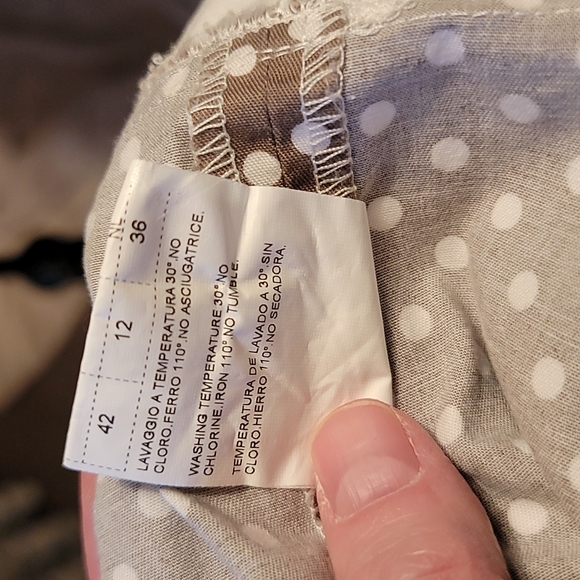 NL
36
12
42
LAVAGGIO A TEMPERATURA 30°.NO
CLORO.FERRO 110°.NO ASCIUGATRICE.
WASHING TEMPERATURE 30°.NO
CHLORINE.IRON 110°.NO TUMBLE.
TEMPERATURA DE LAVADO A 30°.SIN
CLORO.HIERRO 110°.NO SECADORA.